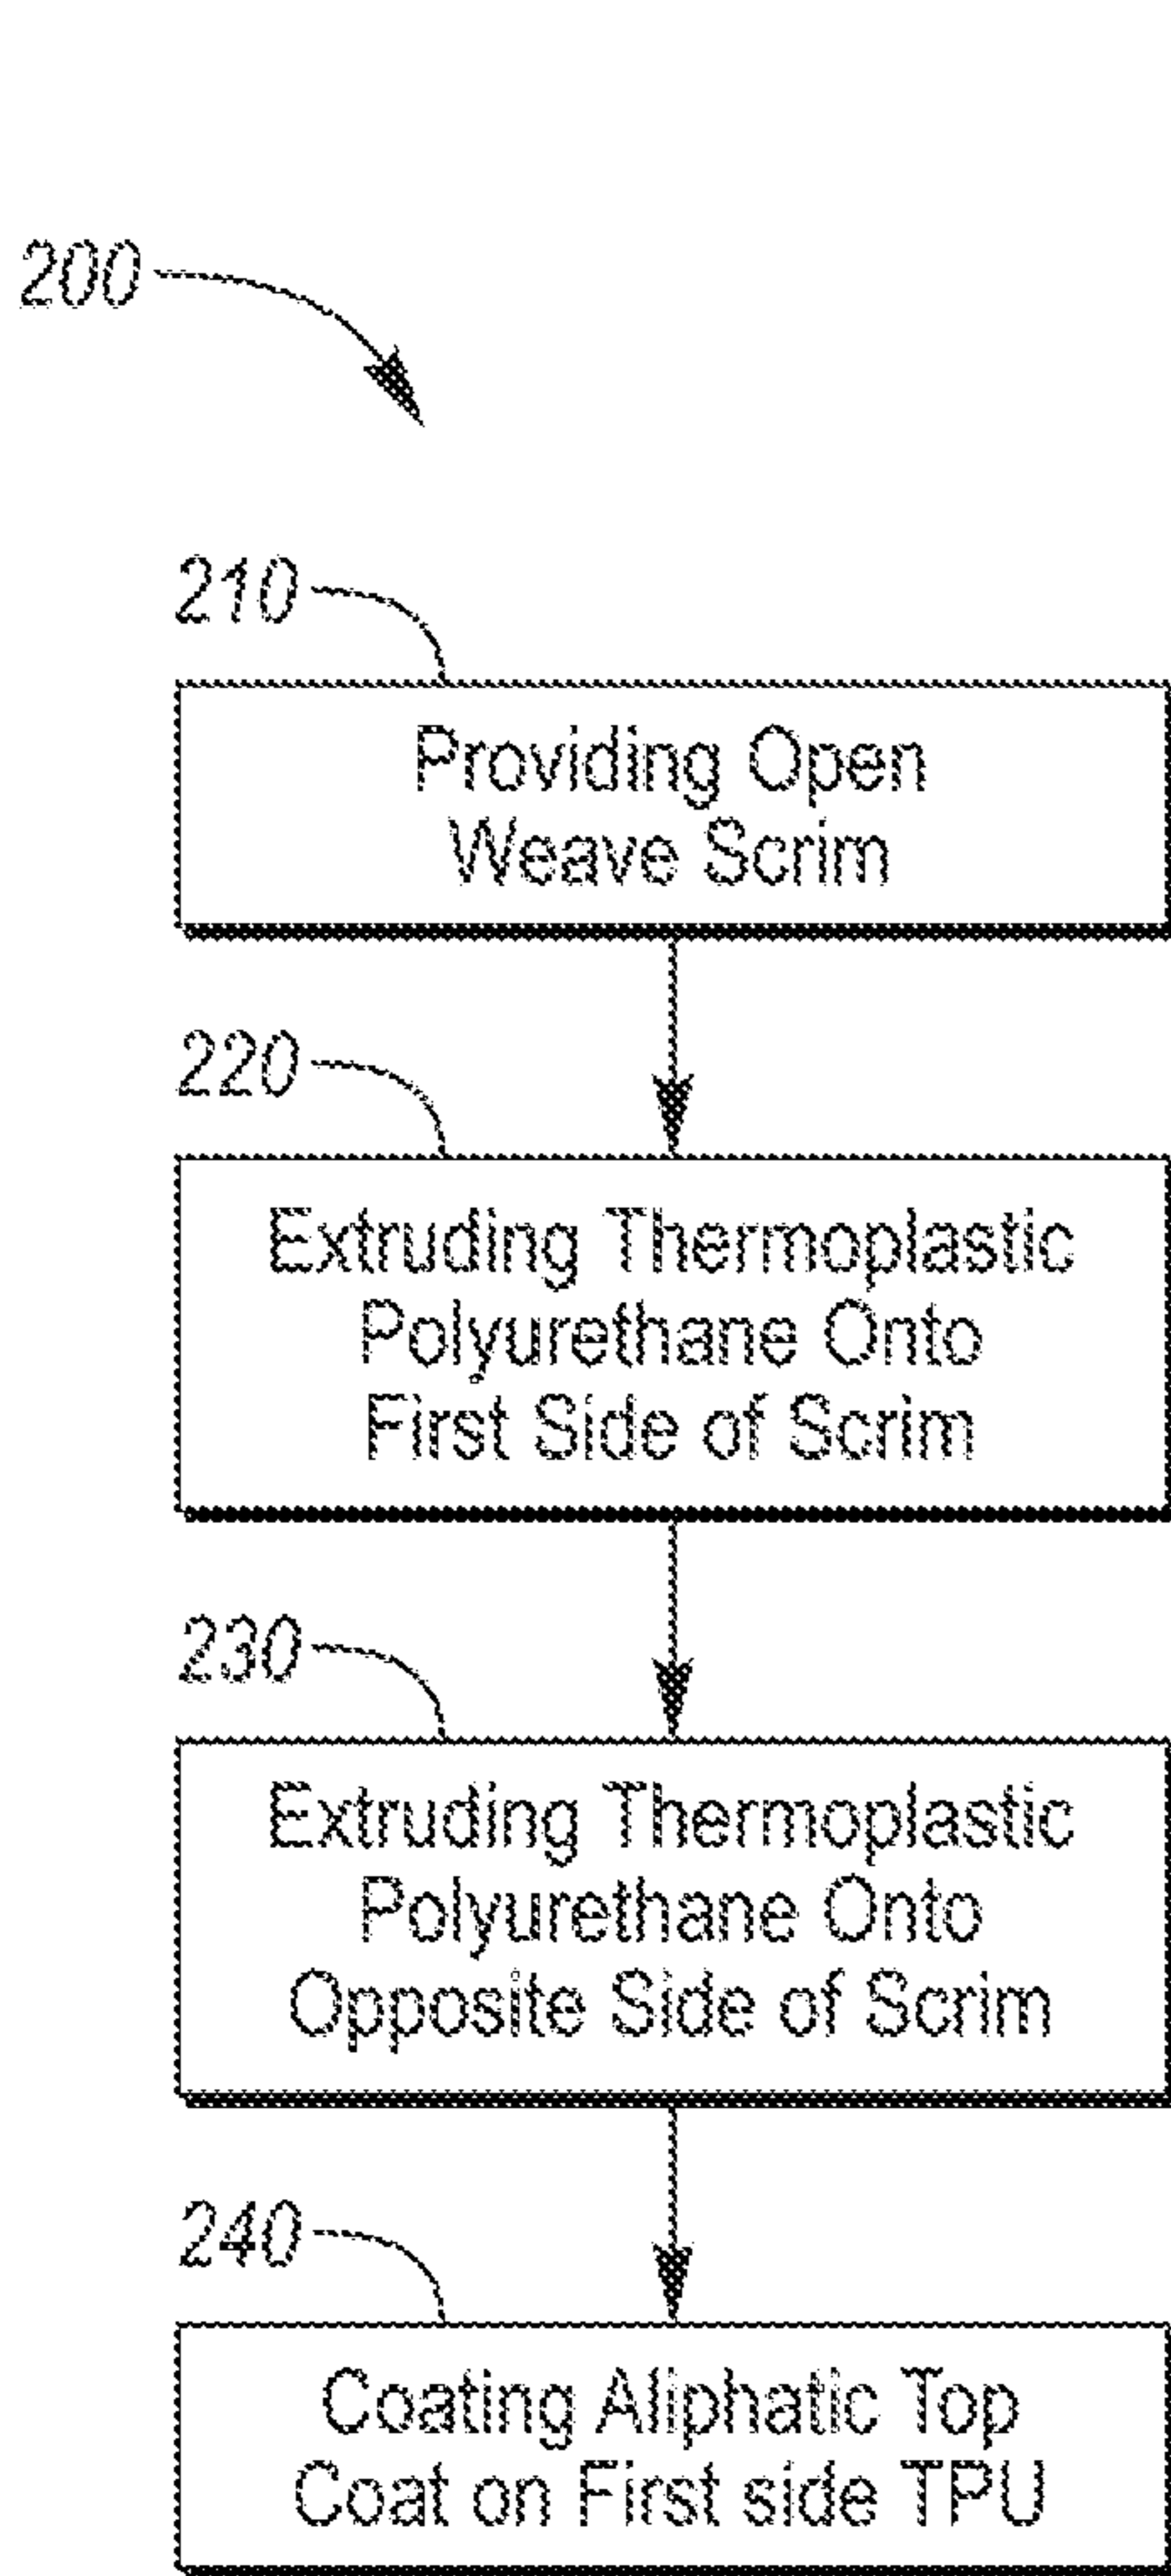 200
210
Providing Open
Weave Scrim
220
Extruding Thermoplastic
Polyurethane Onto
First Side of Scrim
230
Extruding Thermoplastic
Polyurethane Onto
Opposite Side of Scrim
240
Coating Aliphatic Top
Coat on First side TPU